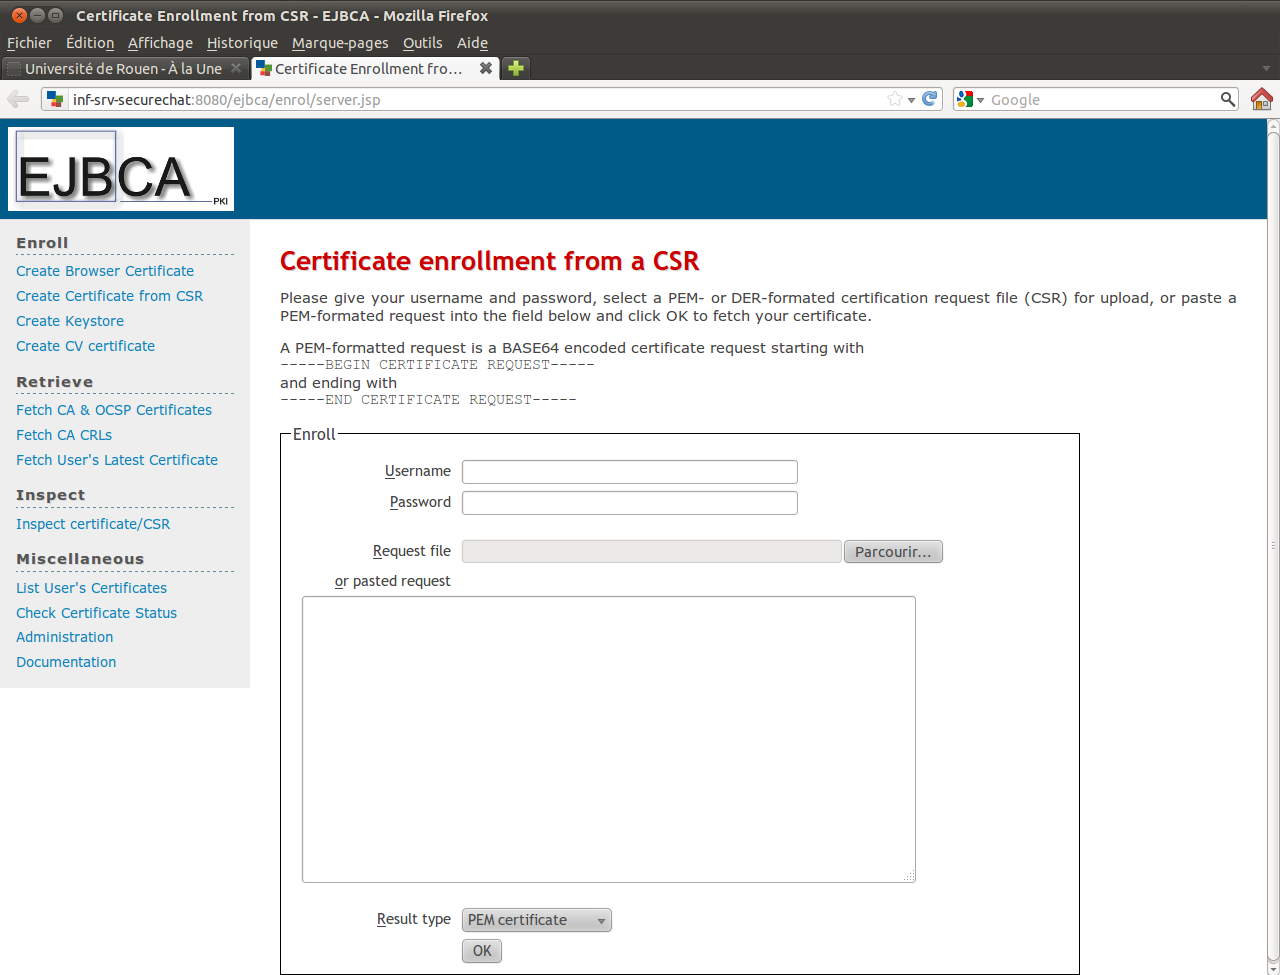 Certificate Enrollment from CSR - EJBCA - Mozilla Firefox
Fichier Édition Affichage Historique Marque-pages Outils Aide
Université de Rouen - À la Une
Certificate Enrollment fro...
inf-srv-securechat:8080/ejbca/enrol/server.jsp
Google
EJBCA
PKI
Enroll
Create Browser Certificate
Create Certificate from CSR
Create Keystore
Create CV certificate
Retrieve
Fetch CA & OCSP Certificates
Fetch CA CRLs
Fetch User's Latest Certificate
Inspect
Inspect certificate/CSR
Miscellaneous
List User's Certificates
Check Certificate Status
Administration
Documentation
Certificate enrollment from a CSR
Please give your username and password, select a PEM- or DER-formated certification request file (CSR) for upload, or paste a
PEM-formated request into the field below and click OK to fetch your certificate.
A PEM-formatted request is a BASE64 encoded certificate request starting with
-----BEGIN CERTIFICATE REQUEST-----
and ending with
-----END CERTIFICATE REQUEST-----
Enroll
Username
Password
Request file
Parcourir...
or pasted request
Result type
PEM certificate
OK